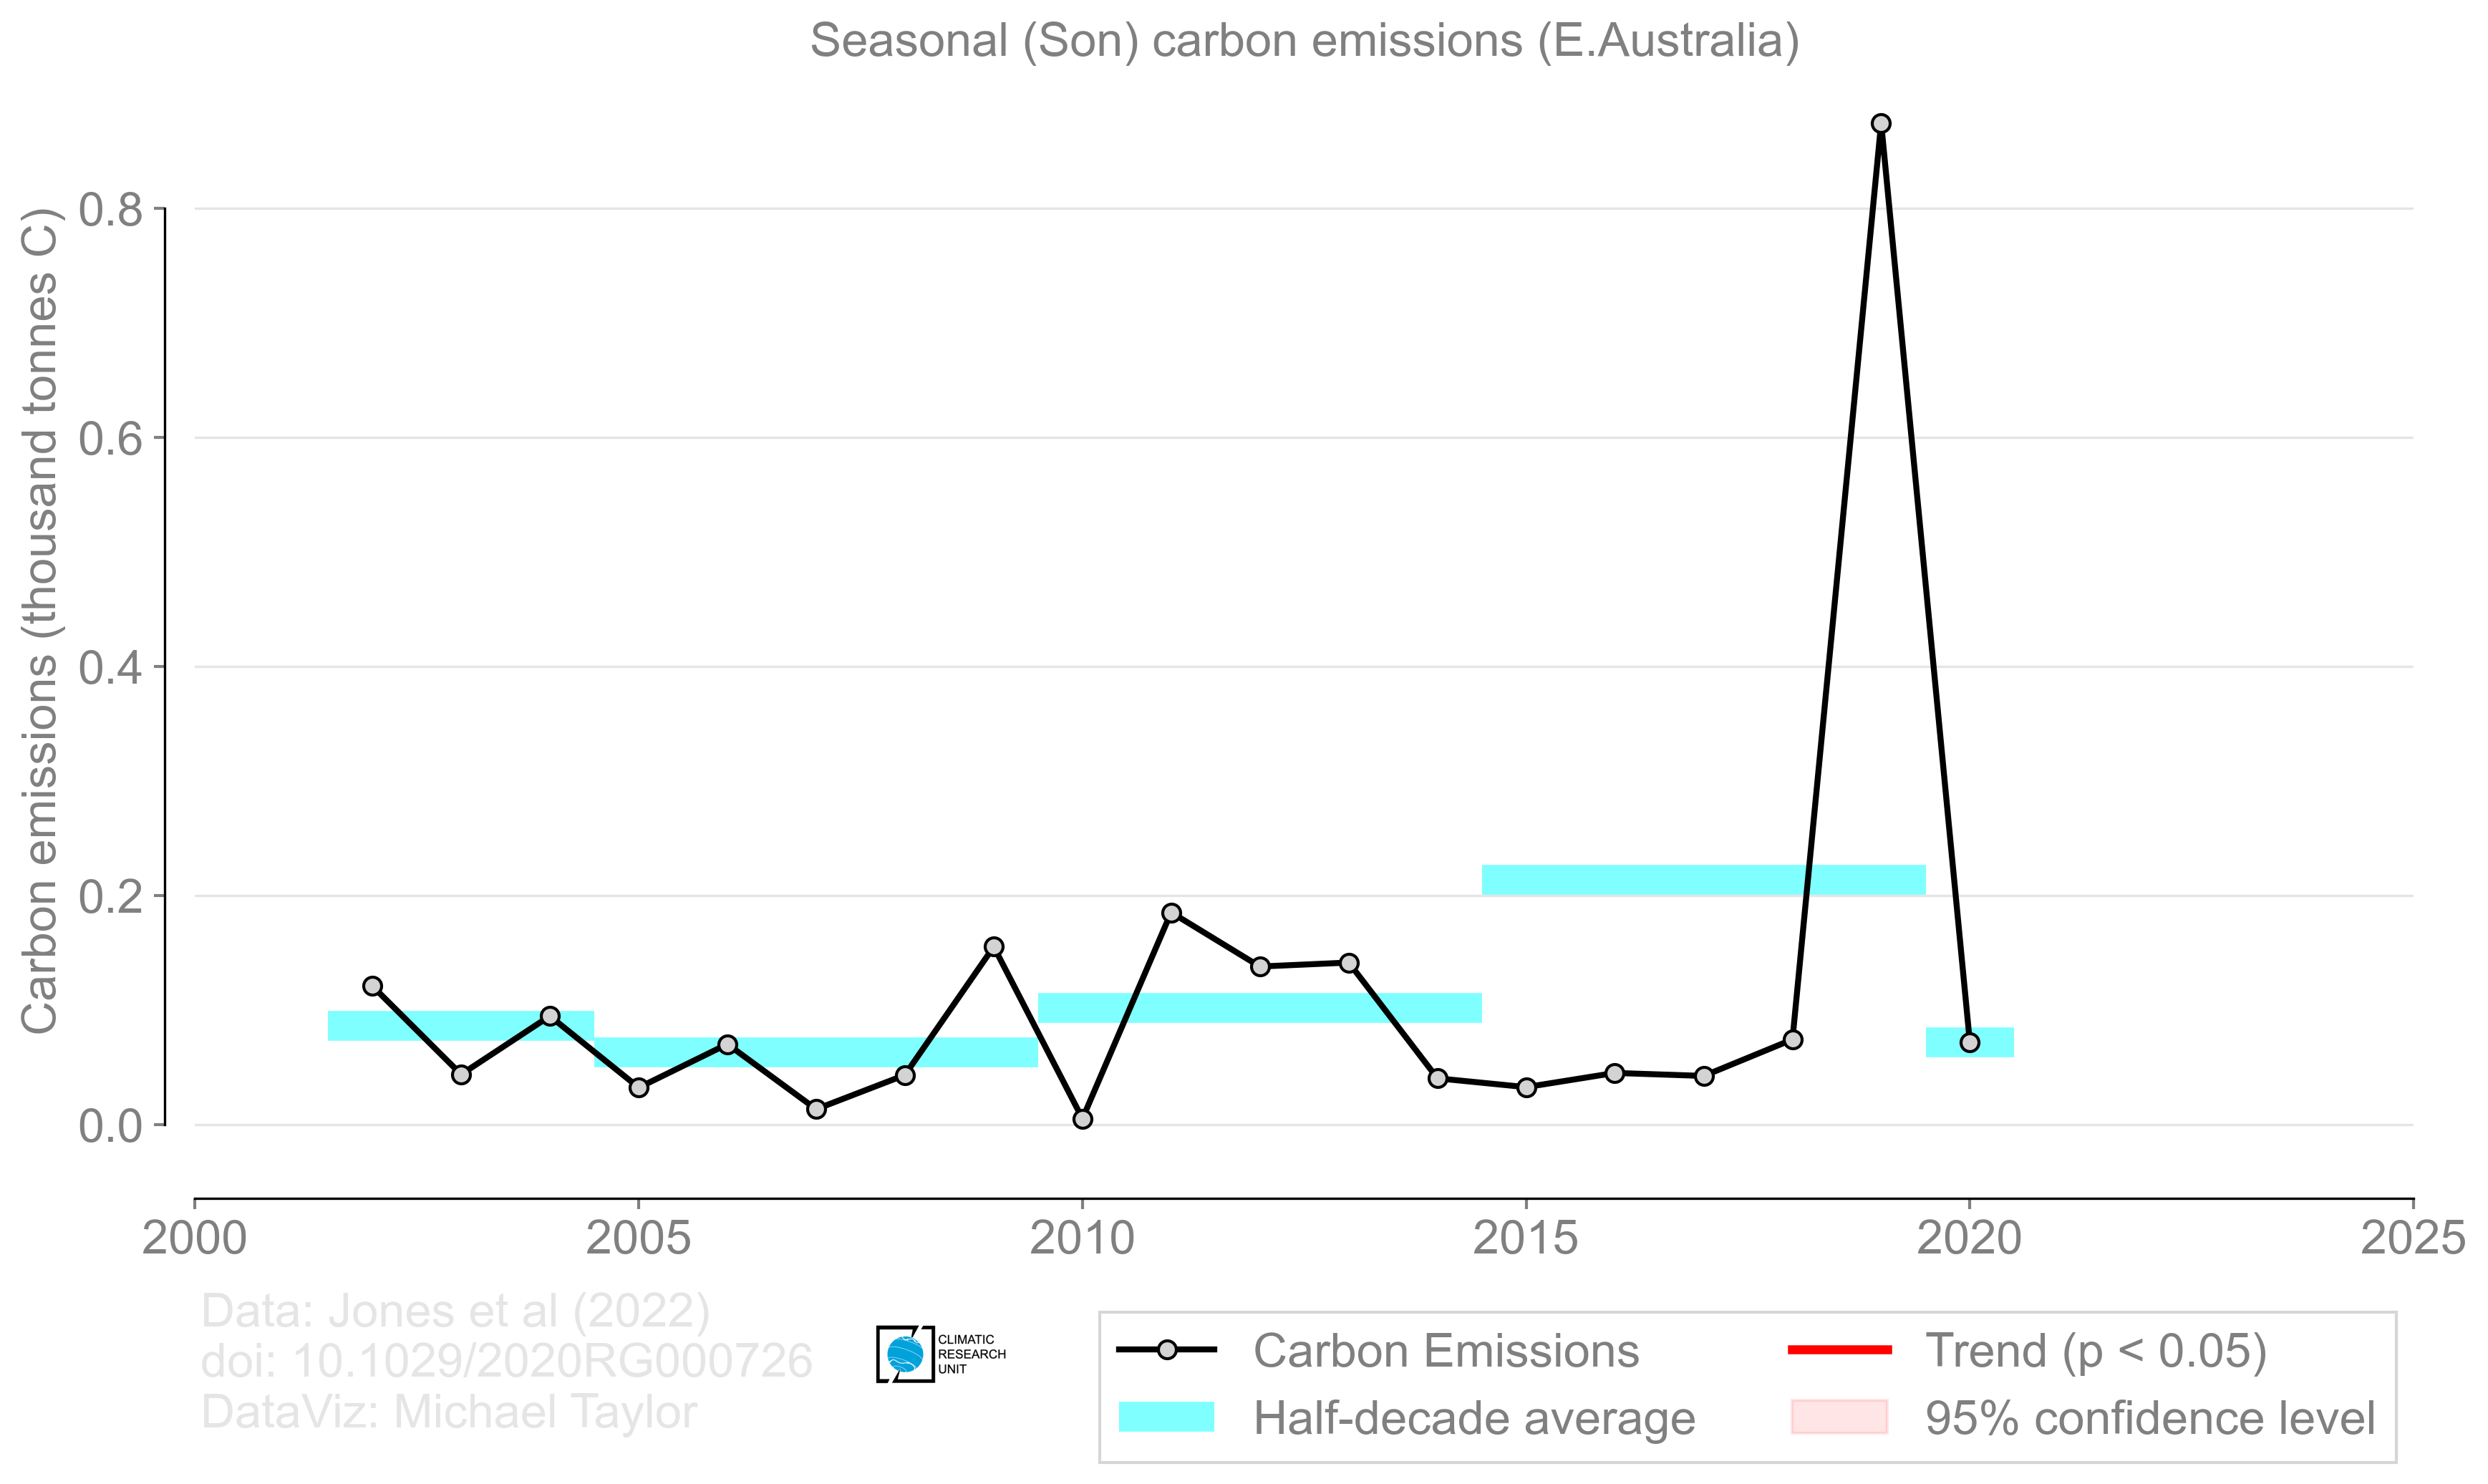 Seasonal (Son) carbon emissions (E.Australia)
Carbon emissions (thousand tonnes C)
0.8
0.6
0.4
0.2
0.0
2000 2005 2010 2015 2020 2025
Data: Jones et al (2022)
doi: 10.1029/2020RG000726
DataViz: Michael Taylor
CLIMATIC
RESEARCH
UNIT
Carbon Emissions
Half-decade average
Trend (p < 0.05)
95% confidence level